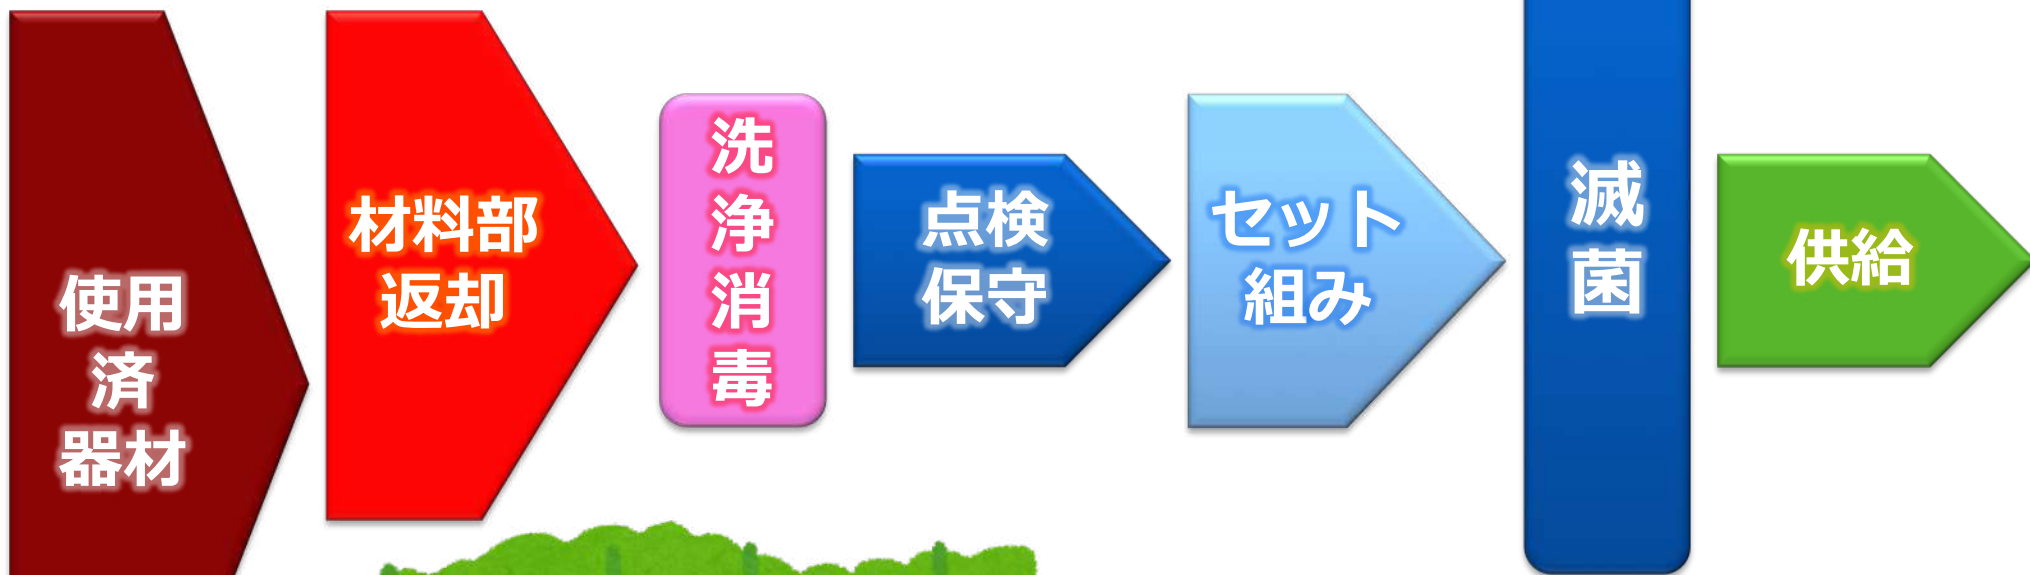 使用
済
器材
材料部
返却
洗
浄
消
毒
点検
保守
セット
組み
滅
菌
供給